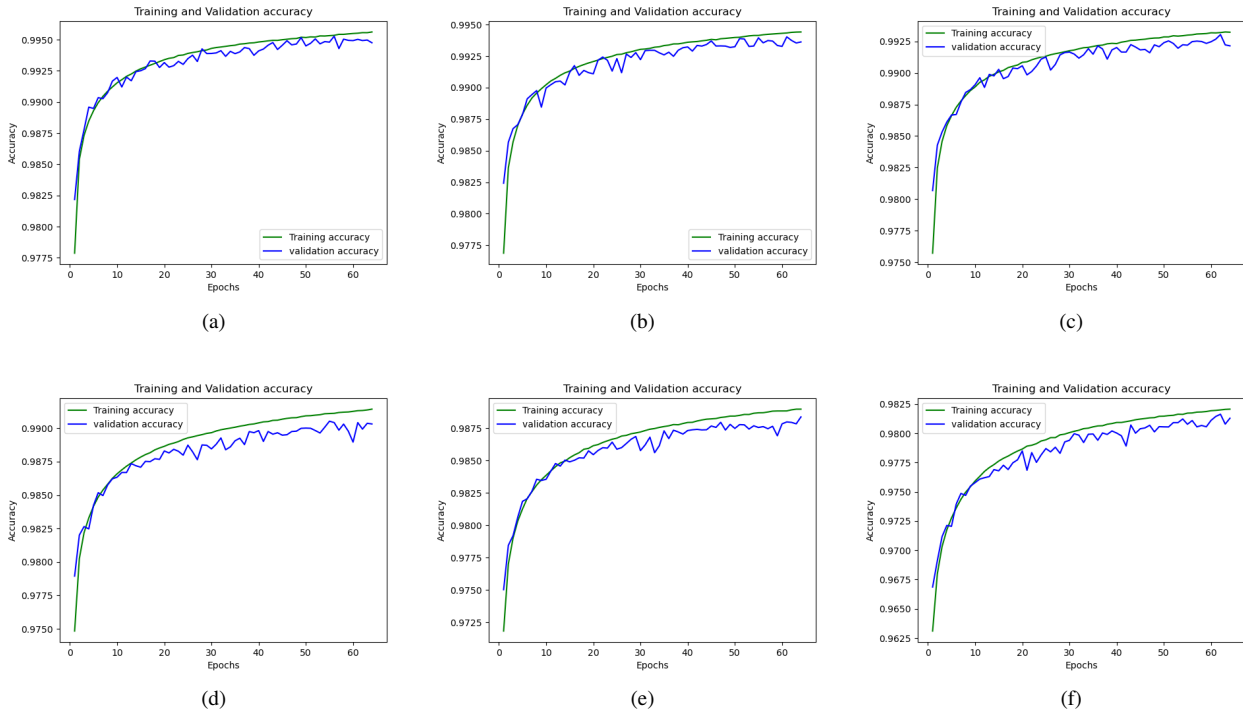 Training and Validation accuracy
0.9950
0.9925
0.9900
0.9875
0.9850
0.9825
0.9800
0.9775
Accuracy
0 10 20 30 40 50 60
Epochs
Training accuracy
validation accuracy
(a)
Training and Validation accuracy
0.9950
0.9925
0.9900
0.9875
0.9850
0.9825
0.9800
0.9775
Accuracy
0 10 20 30 40 50 60
Epochs
Training accuracy
validation accuracy
(b)
Training and Validation accuracy
Training accuracy
validation accuracy
0.9925
0.9900
0.9875
0.9850
0.9825
0.9800
0.9775
0.9750
Accuracy
0 10 20 30 40 50 60
Epochs
(c)
Training and Validation accuracy
Training accuracy
validation accuracy
0.9900
0.9875
0.9850
0.9825
0.9800
0.9775
0.9750
Accuracy
0 10 20 30 40 50 60
Epochs
(d)
Training and Validation accuracy
Training accuracy
validation accuracy
0.9875
0.9850
0.9825
0.9800
0.9775
0.9750
0.9725
Accuracy
0 10 20 30 40 50 60
Epochs
(e)
Training and Validation accuracy
Training accuracy
validation accuracy
0.9825
0.9800
0.9775
0.9750
0.9725
0.9700
0.9675
0.9650
0.9625
Accuracy
0 10 20 30 40 50 60
Epochs
(f)